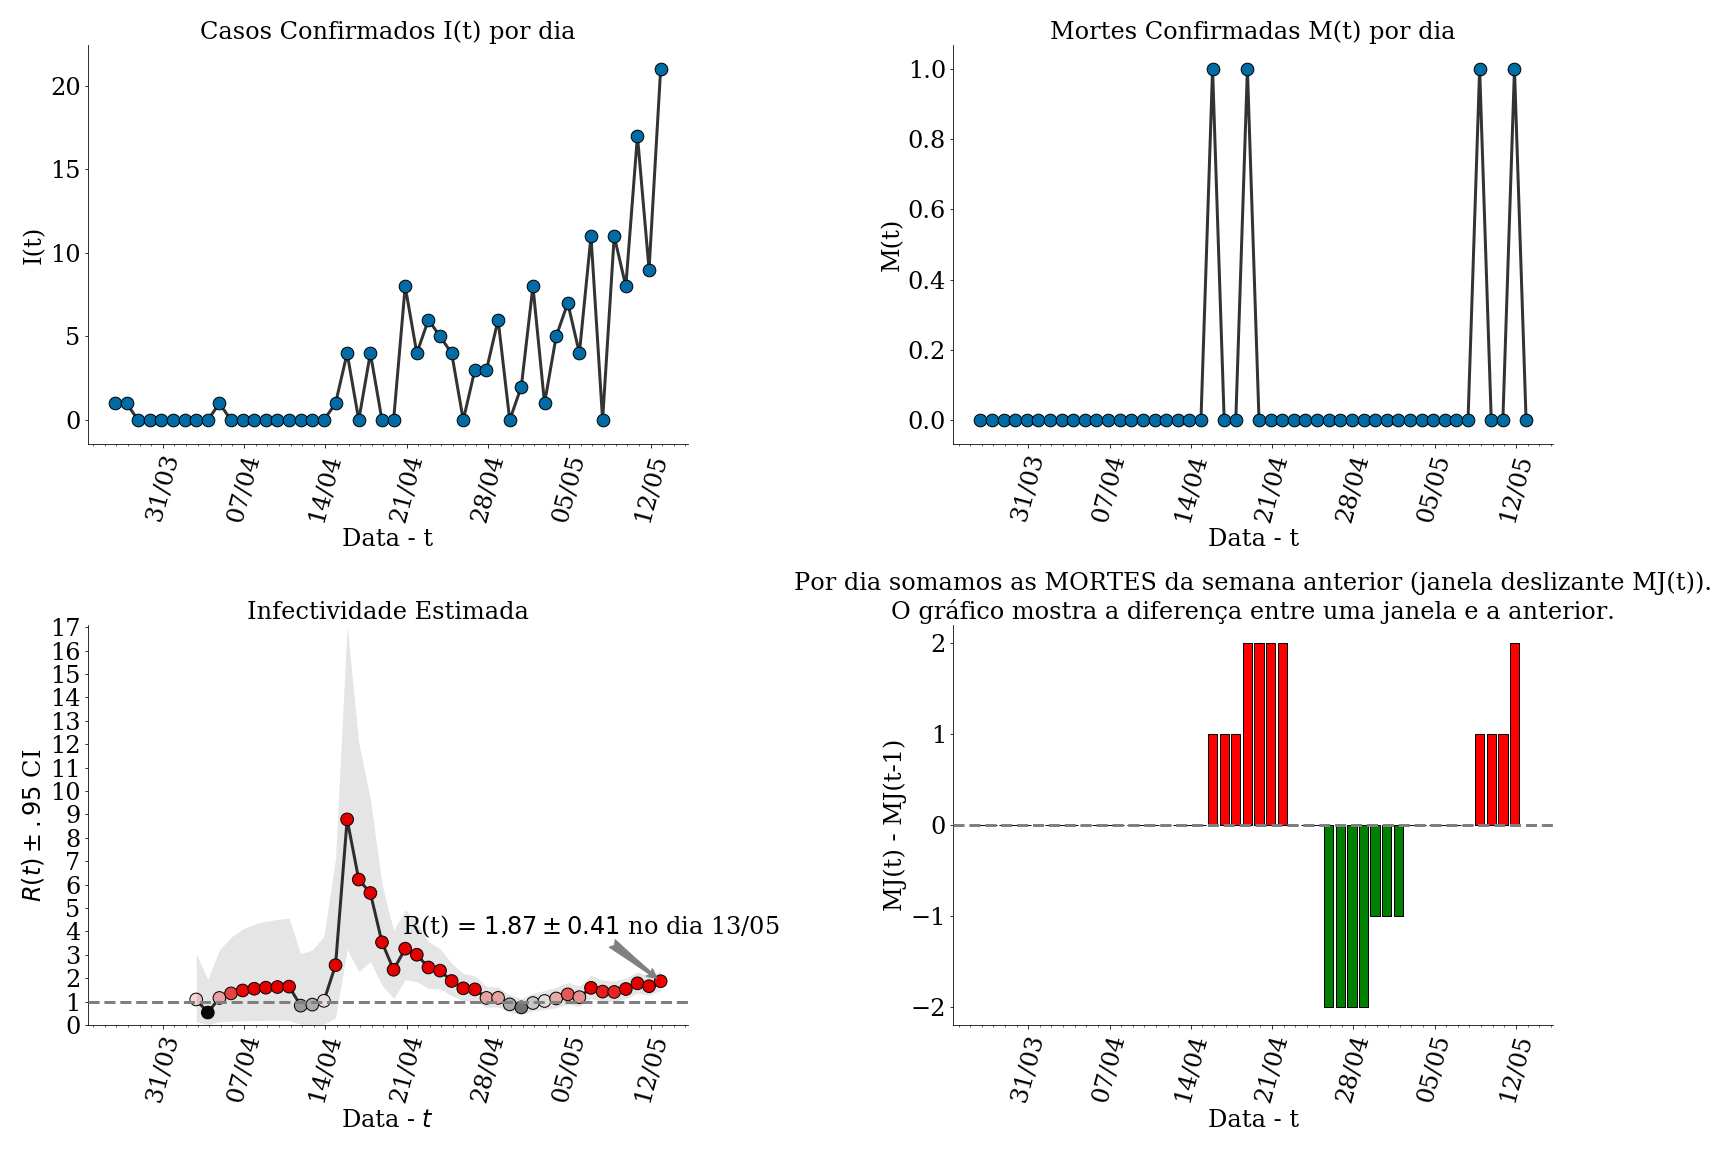 Casos Confirmados I(t) por dia
I(t)
20
15
10
5
0
31/03 07/04 14/04 21/04 28/04 05/05 12/05
Data - t
Mortes Confirmadas M(t) por dia
M(t)
1.0
0.8
0.6
0.4
0.2
0.0
31/03 07/04 14/04 21/04 28/04 05/05 12/05
Data - t
Infectividade Estimada
R(t) ± .95 CI
17
16
15
14
13
12
11
10
9
8
7
6
5
4
3
2
1
0
R(t) = 1.87 ± 0.41 no dia 13/05
31/03 07/04 14/04 21/04 28/04 05/05 12/05
Data - t
Por dia somamos as MORTES da semana anterior (janela deslizante MJ(t)).
O gráfico mostra a diferença entre uma janela e a anterior.
MJ(t) - MJ(t-1)
2
1
0
−1
−2
31/03 07/04 14/04 21/04 28/04 05/05 12/05
Data - t